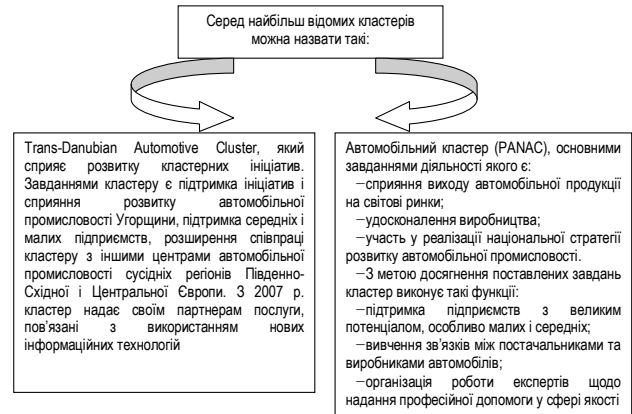 Серед найбільш відомих кластерів
можна назвати такі:
Trans-Danubian Automotive Cluster, який
сприяє розвитку кластерних ініціатив.
Завданнями кластеру є підтримка ініціатив і
сприяння розвитку автомобільної
промисловості Угорщини, підтримка середніх і
малих підприємств, розширення співпраці
кластеру з іншими центрами автомобільної
промисловості сусідніх регіонів Південно-
Східної і Центральної Європи. З 2007 р.
кластер надає своїм партнерам послуги,
пов’язані з використанням нових
інформаційних технологій
Автомобільний кластер (PANAC), основними
завданнями діяльності якого є:
−сприяння виходу автомобільної продукції
на світові ринки;
−удосконалення виробництва;
−участь у реалізації національної стратегії
розвитку автомобільної промисловості.
−З метою досягнення поставлених завдань
кластер виконує такі функції:
−підтримка підприємств з великим
потенціалом, особливо малих і середніх;
−вивчення зв’язків між постачальниками та
виробниками автомобілів;
−організація роботи експертів щодо
надання професійної допомоги у сфері якості